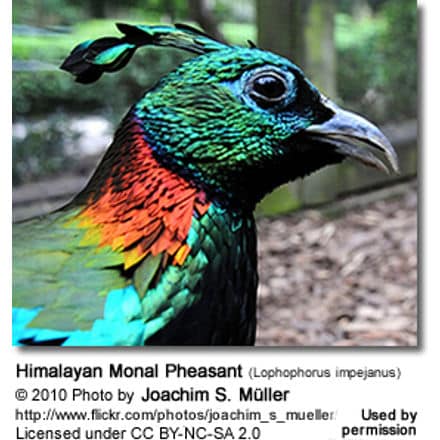 Himalayan Monal Pheasant (Lophophorus impejanus)
© 2010 Photo by Joachim S. Müller
http://www.flickr.com/photos/joachim_s_mueller/ Used by
Licensed under CC BY-NC-SA 2.0 permission